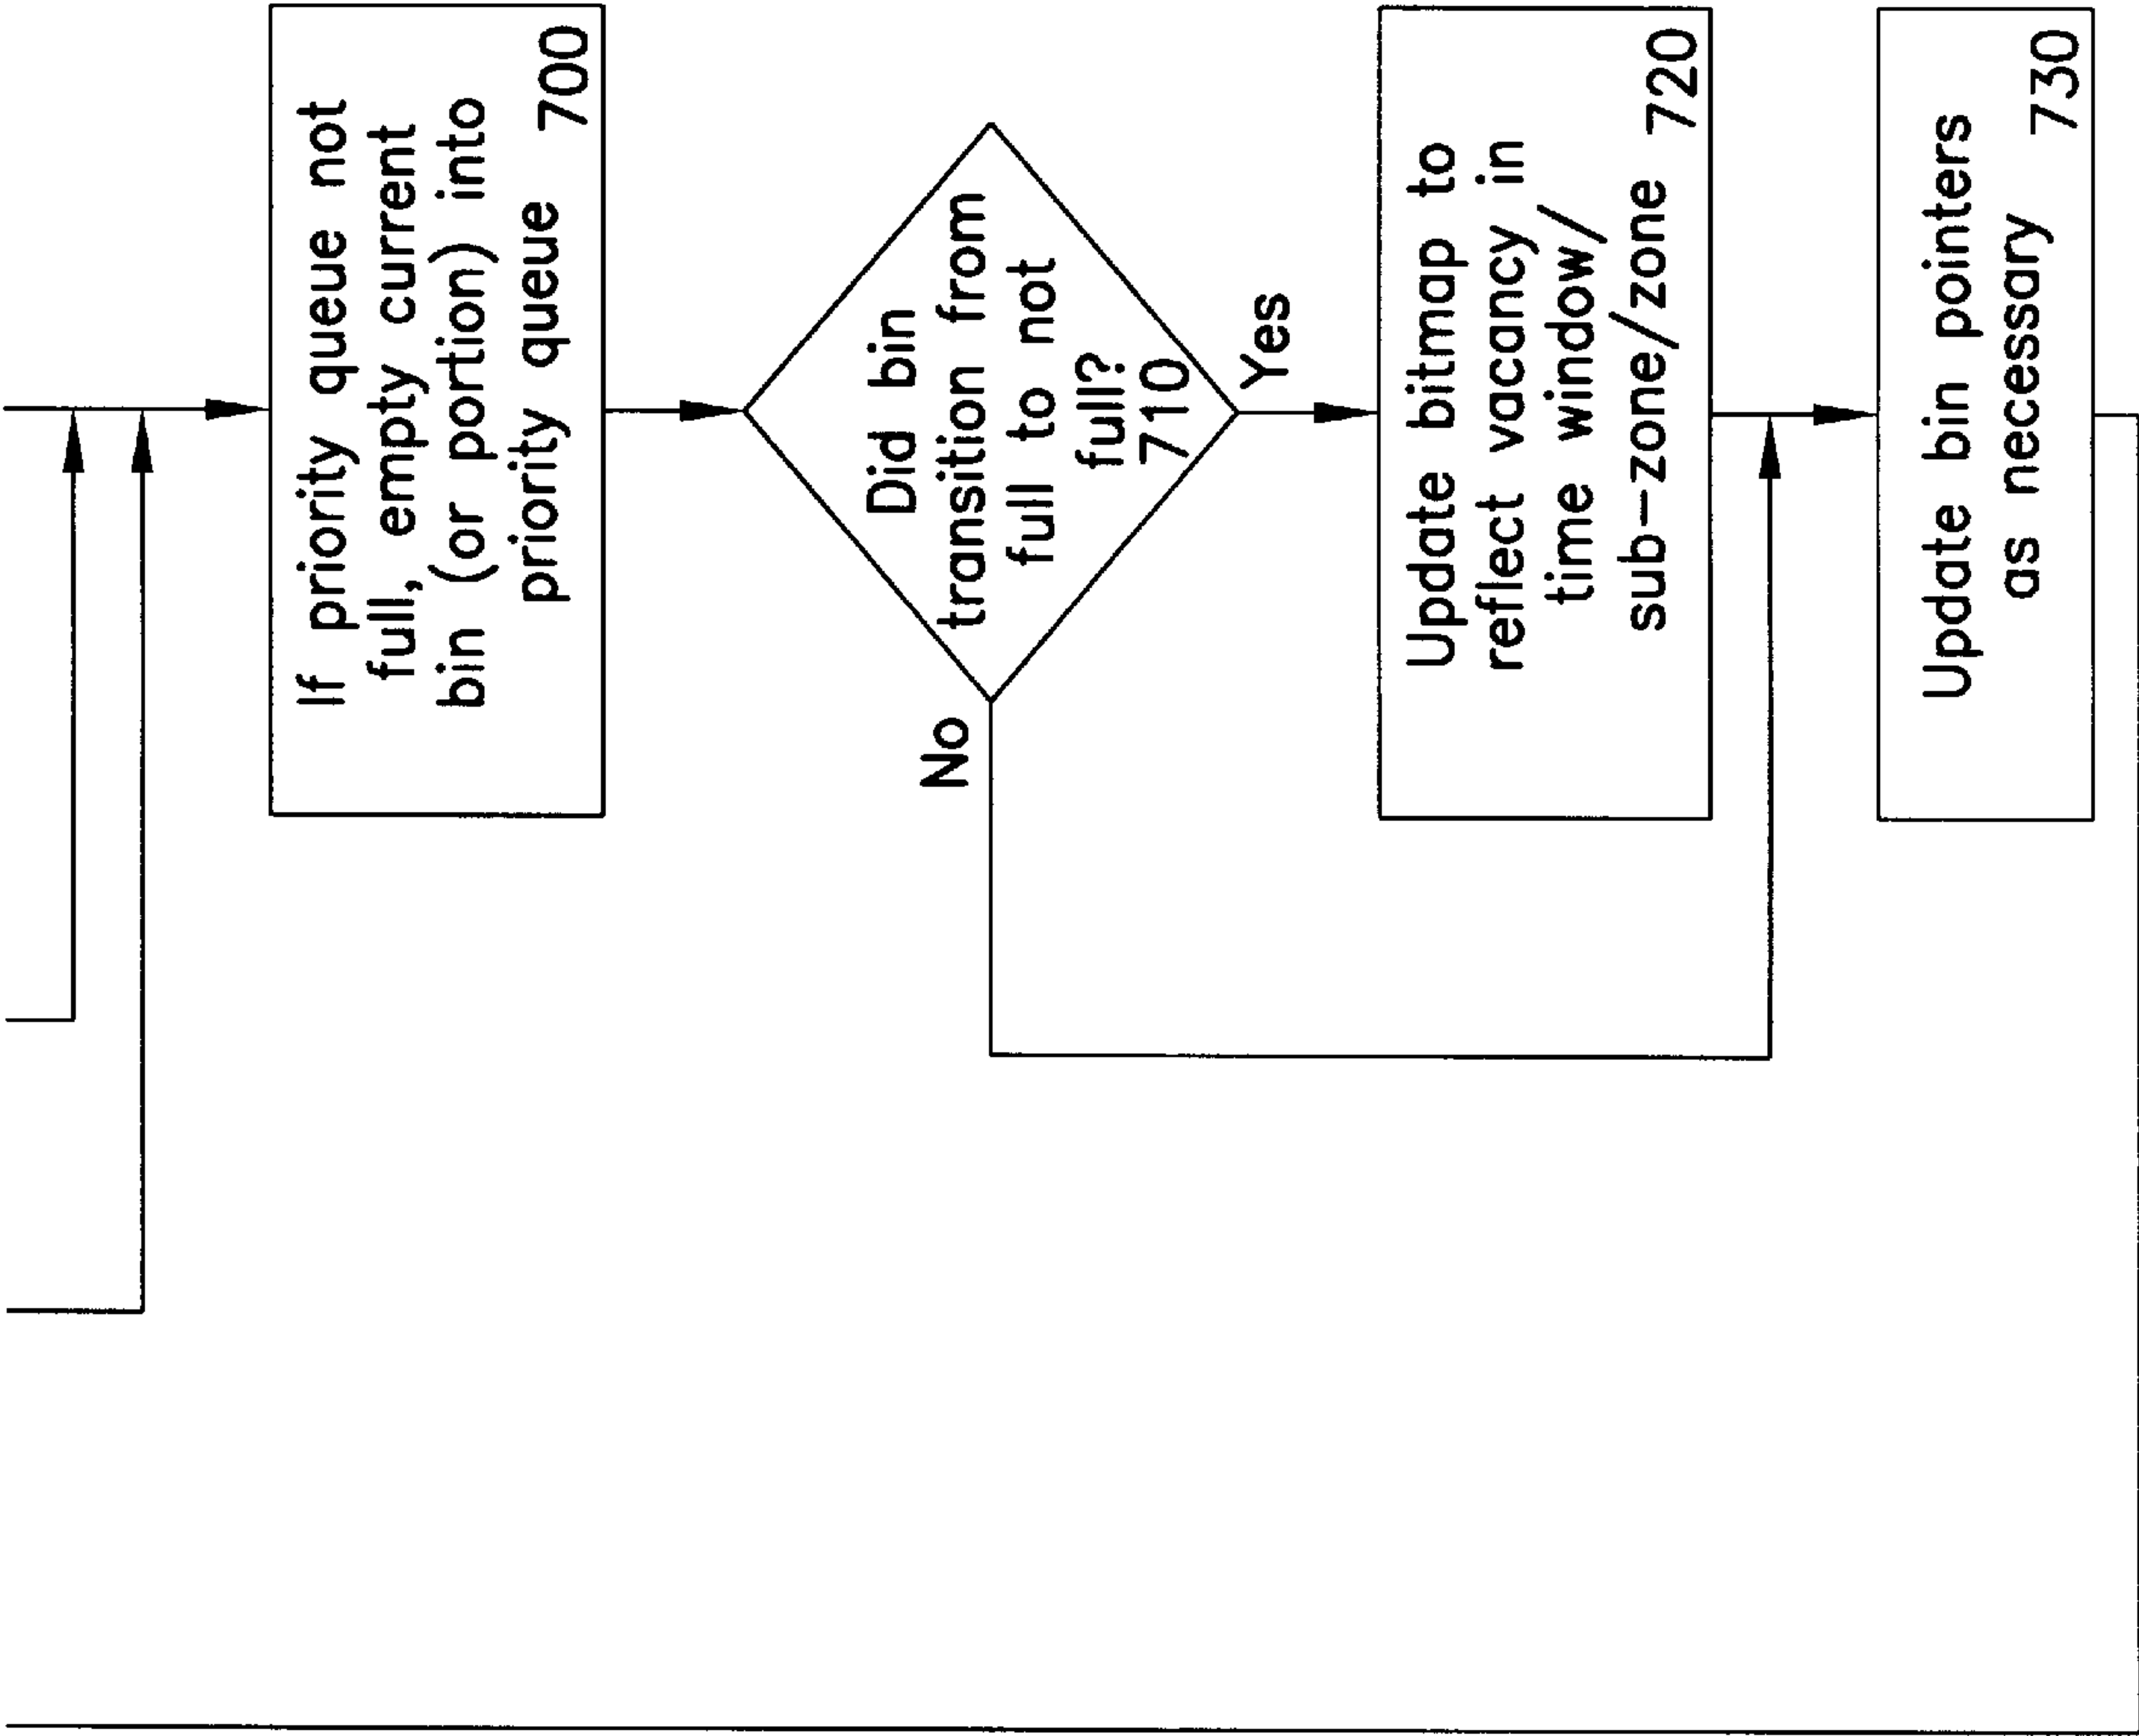 If priority queue not
full, empty current
bin (or portion) into
priority queue 700
Did bin
transition from
full to not
full?
710
No
Yes
Update bitmap to
reflect vacancy in
time window/
sub-zone/zone 720
Update bin pointers
as necessary 730